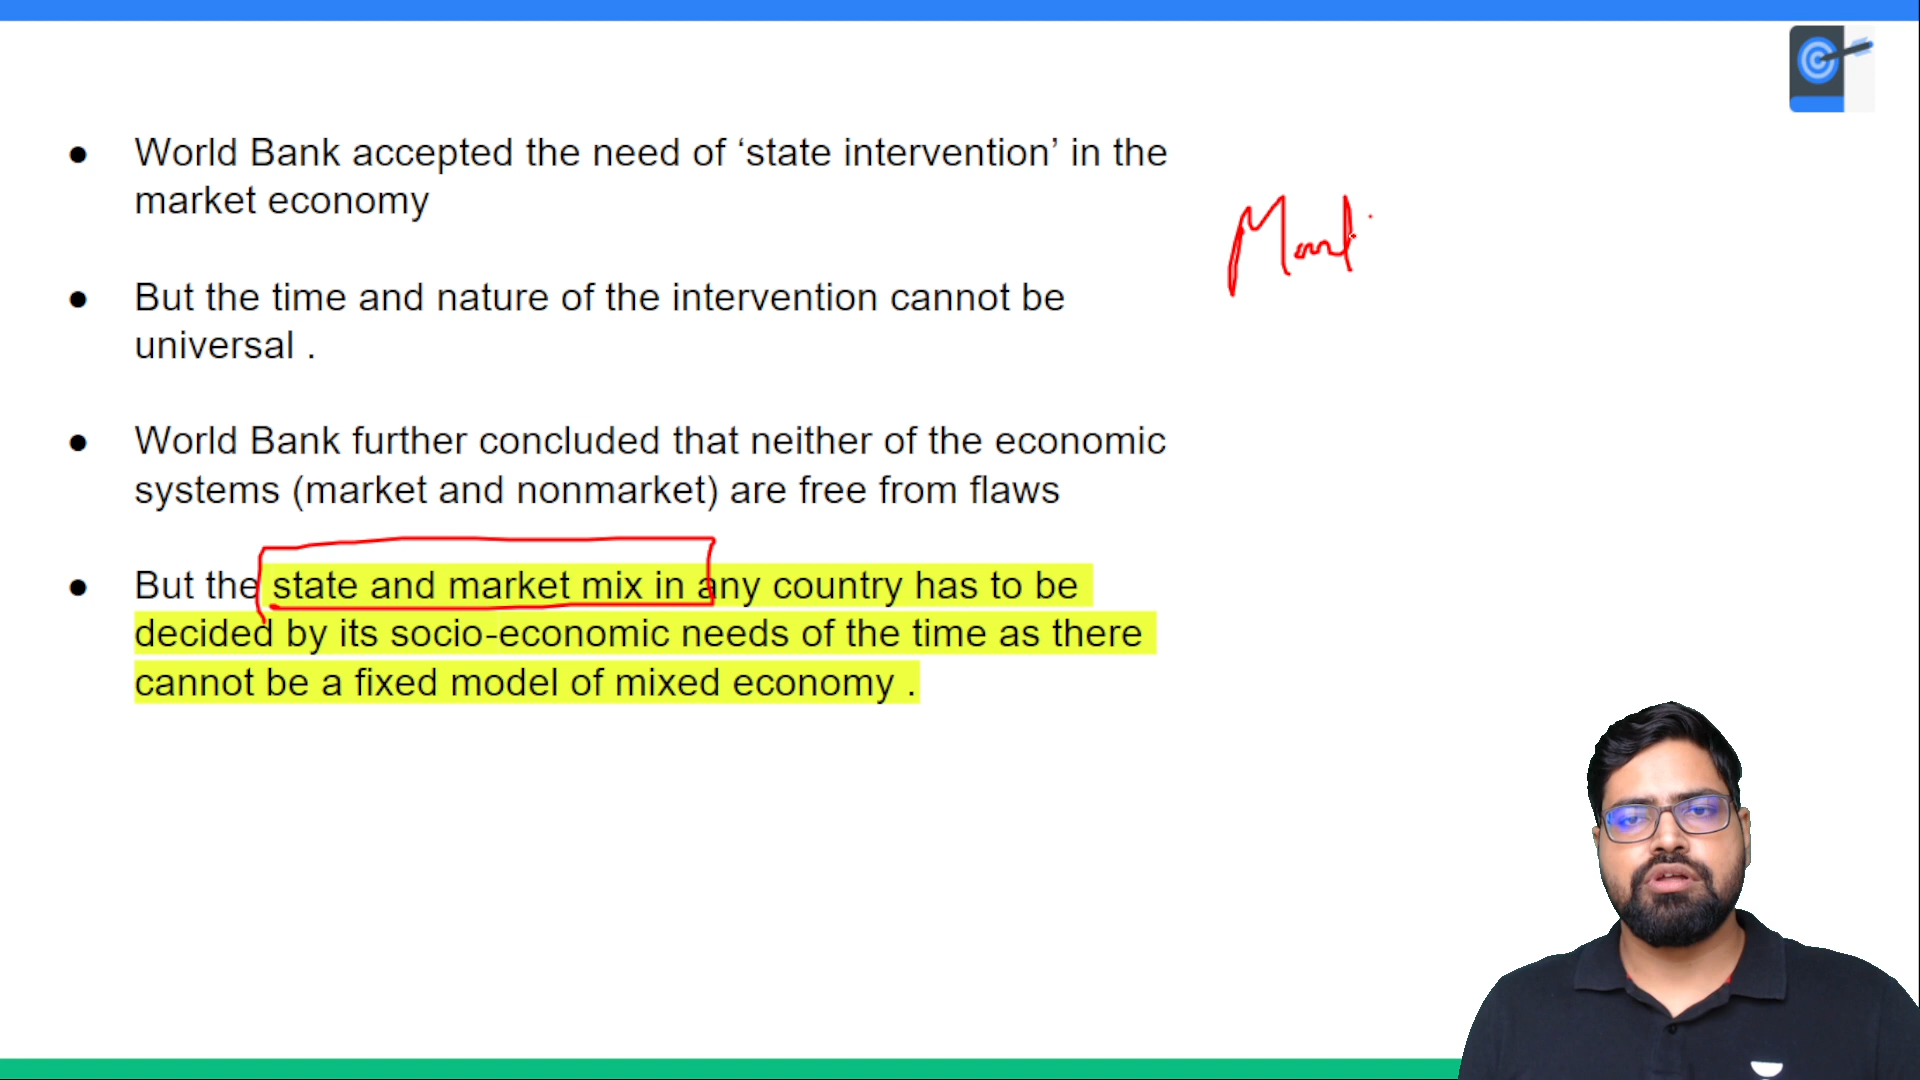 ● World Bank accepted the need of ‘state intervention’ in the
market economy
● But the time and nature of the intervention cannot be
universal .
● World Bank further concluded that neither of the economic
systems (market and nonmarket) are free from flaws
● But the state and market mix in any country has to be
decided by its socio-economic needs of the time as there
cannot be a fixed model of mixed economy .